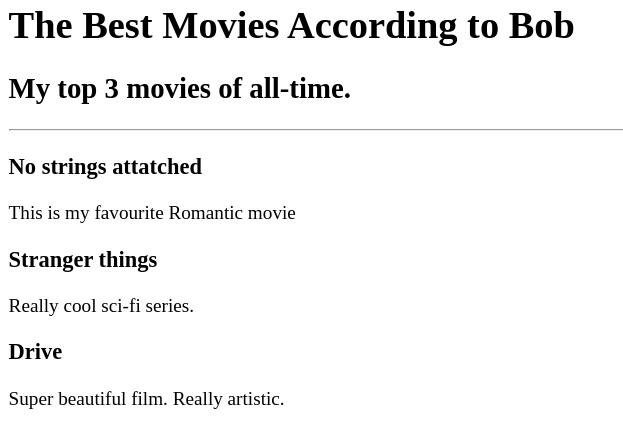 The Best Movies According to Bob
My top 3 movies of all-time.
No strings attatched
This is my favourite Romantic movie
Stranger things
Really cool sci-fi series.
Drive
Super beautiful film. Really artistic.